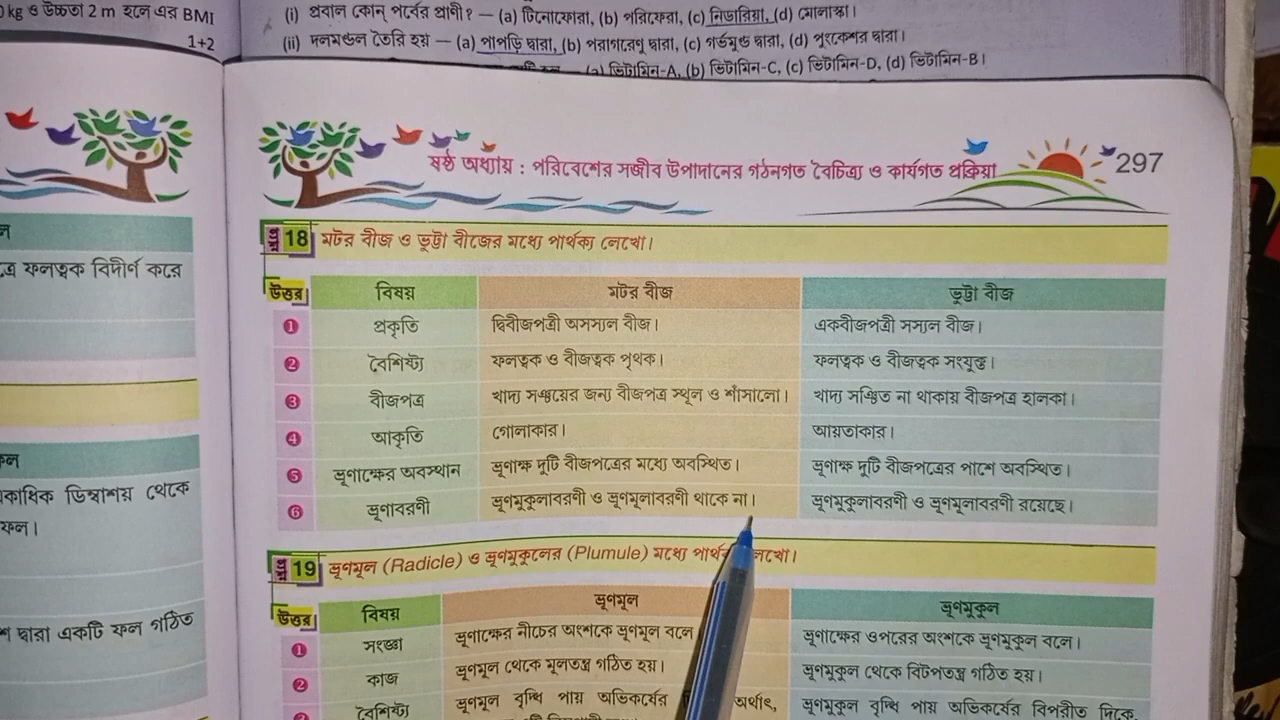 kg ও উচ্চতা 2 m হলে এর BMI
1+2
(i) প্রবাল কোন্ পর্বের প্রাণী? — (a) টিনোফোরা, (b) পরিফেরা, (c) নিডারিয়া, (d) মোলাস্কা।
(ii) দলমণ্ডল তৈরি হয় — (a) পাপড়ি দ্বারা, (b) পরাগরেণু দ্বারা, (c) গর্ভমুণ্ড দ্বারা, (d) পুংকেশর দ্বারা।
(a) ভিটামিন-A, (b) ভিটামিন-C, (c) ভিটামিন-D, (d) ভিটামিন-B।
ষষ্ঠ অধ্যায় : পরিবেশের সজীব উপাদানের গঠনগত বৈচিত্র্য ও কার্যগত প্রক্রিয়া 297
ফলত্বক বিদীর্ণ করে
ডিম্বাশয় থেকে
ফল।
দ্বারা একটি ফল গঠিত
প্রশ্ন 18 মটর বীজ ও ভুট্টা বীজের মধ্যে পার্থক্য লেখো।
উত্তর বিষয় মটর বীজ ভুট্টা বীজ
1 প্রকৃতি দ্বিবীজপত্রী অসস্যল বীজ। একবীজপত্রী সস্যল বীজ।
2 বৈশিষ্ট্য ফলত্বক ও বীজত্বক পৃথক। ফলত্বক ও বীজত্বক সংযুক্ত।
3 বীজপত্র খাদ্য সঞ্চয়ের জন্য বীজপত্র স্থূল ও শাঁসালো। খাদ্য সঞ্চিত না থাকায় বীজপত্র হালকা।
4 আকৃতি গোলাকার। আয়তাকার।
5 ভ্রূণাক্ষের অবস্থান ভ্রূণাক্ষ দুটি বীজপত্রের মধ্যে অবস্থিত। ভ্রূণাক্ষ দুটি বীজপত্রের পাশে অবস্থিত।
6 ভ্রূণাবরণী ভ্রূণমুকুলাবরণী ও ভ্রূণমূলাবরণী থাকে না। ভ্রূণমুকুলাবরণী ও ভ্রূণমূলাবরণী রয়েছে।
প্রশ্ন 19 ভ্রূণমূল (Radicle) ও ভ্রূণমুকুলের (Plumule) মধ্যে
উত্তর বিষয় ভ্রূণমূল ভ্রূণমুকুল
1 সংজ্ঞা ভ্রূণাক্ষের নীচের অংশকে ভ্রূণমূল বলে ভ্রূণাক্ষের ওপরের অংশকে ভ্রূণমুকুল বলে।
2 কাজ ভ্রূণমূল থেকে মূলতন্ত্র গঠিত হয়। ভ্রূণমুকুল থেকে বিটপতন্ত্র গঠিত হয়।
3 বৈশিষ্ট্য ভ্রূণমূল বৃদ্ধি পায় অভিকর্ষের অর্থাৎ, ভ্রূণমুকুল বৃদ্ধি পায় অভিকর্ষের বিপরীত দিকে,